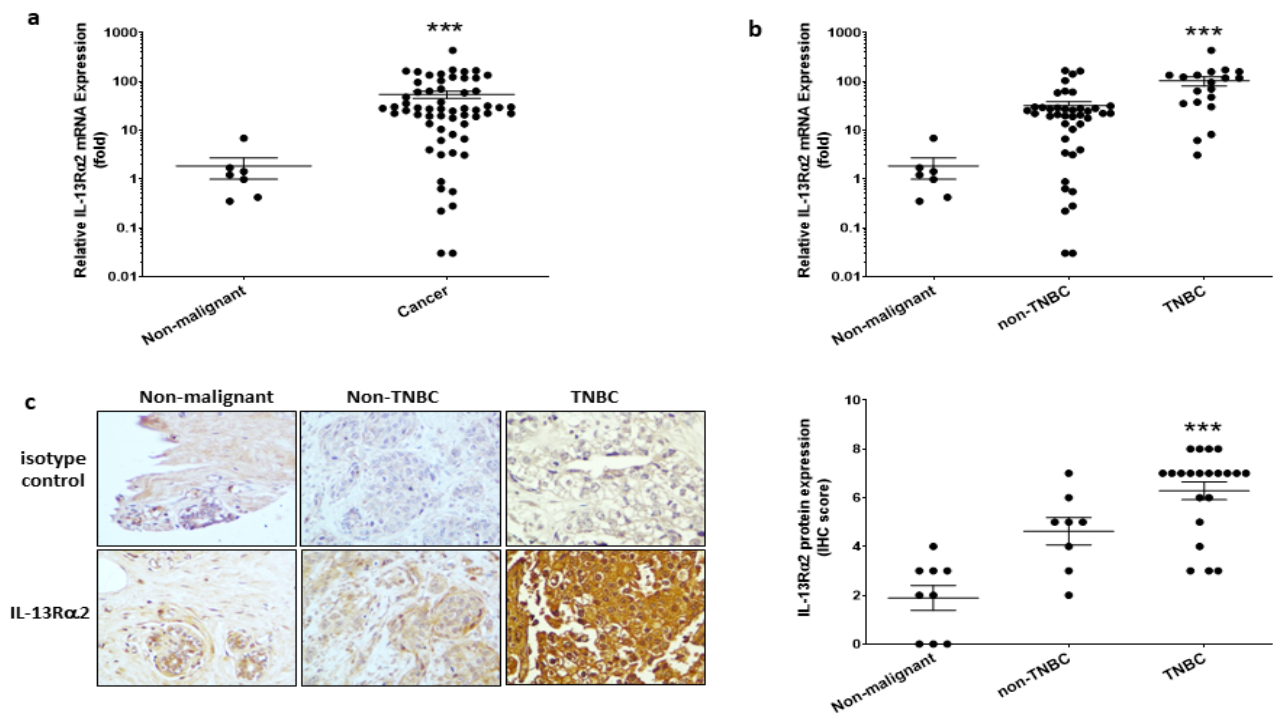 a
***
Relative IL-13Rα2 mRNA Expression
(fold)
1000
100
10
1
0.1
0.01
Non-malignant
Cancer
b
***
Relative IL-13Rα2 mRNA Expression
(fold)
1000
100
10
1
0.1
0.01
Non-malignant
non-TNBC
TNBC
c
Non-malignant
Non-TNBC
TNBC
isotype
control
IL-13Rα2
***
IL-13Rα2 protein expression
(IHC score)
10
8
6
4
2
0
Non-malignant
non-TNBC
TNBC